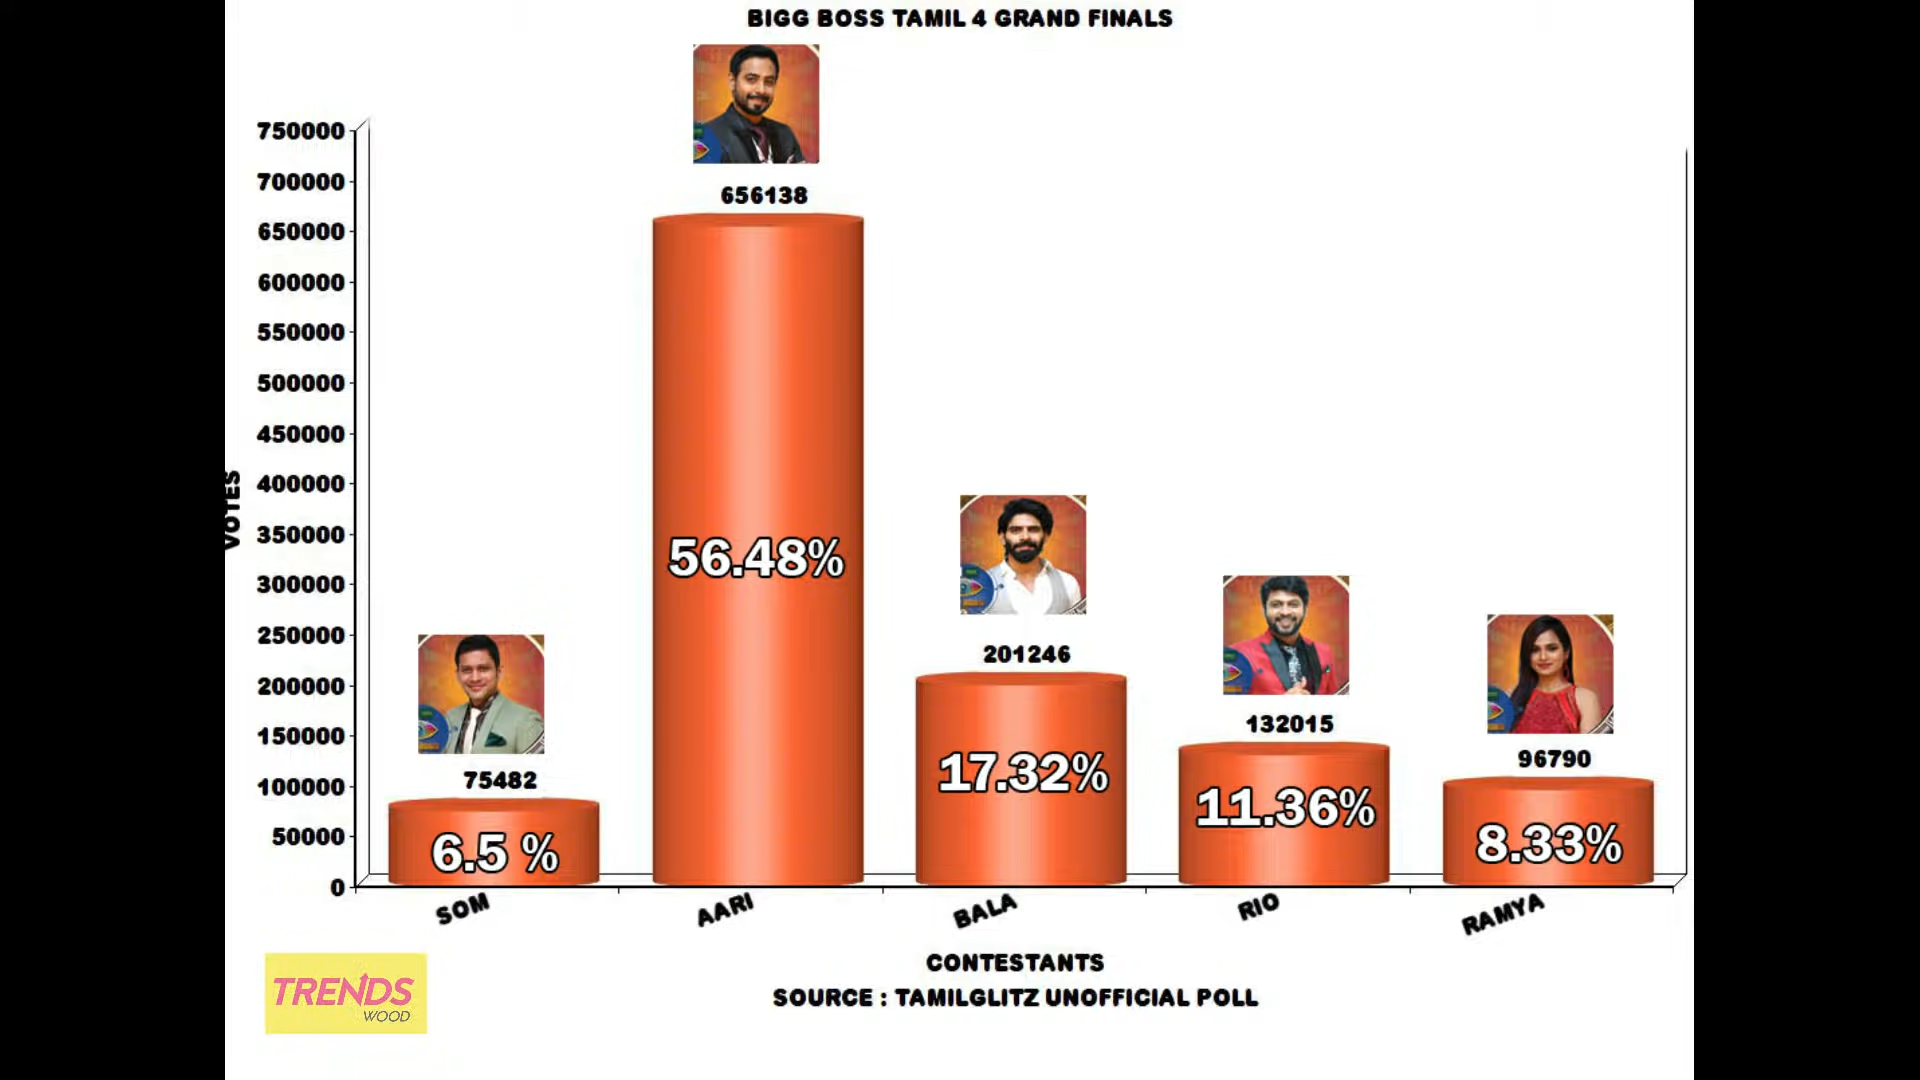 BIGG BOSS TAMIL 4 GRAND FINALS
750000
700000
650000
600000
550000
500000
450000
400000
350000
300000
250000
200000
150000
100000
50000
0
VOTES
75482
656138
201246
132015
96790
6.5 %
56.48%
17.32%
11.36%
8.33%
SOM
AARI
BALA
RIO
RAMYA
CONTESTANTS
SOURCE : TAMILGLITZ UNOFFICIAL POLL
TRENDS
WOOD